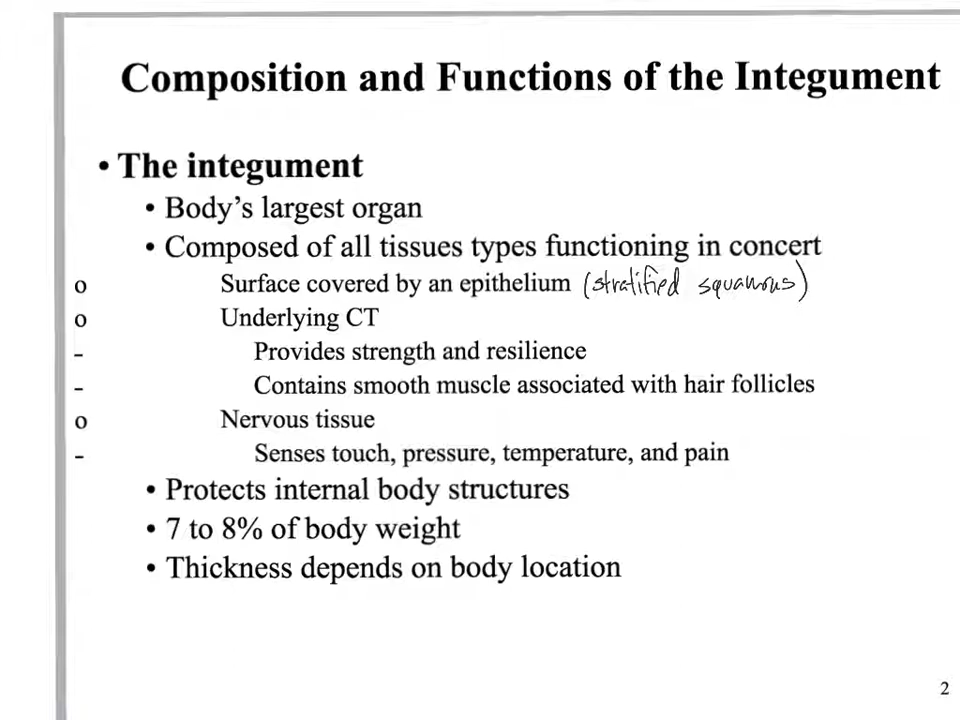 Composition and Functions of the Integument
• The integument
• Body's largest organ
• Composed of all tissues types functioning in concert
o Surface covered by an epithelium (stratified squamous)
o Underlying CT
- Provides strength and resilience
- Contains smooth muscle associated with hair follicles
o Nervous tissue
- Senses touch, pressure, temperature, and pain
• Protects internal body structures
• 7 to 8% of body weight
• Thickness depends on body location
2